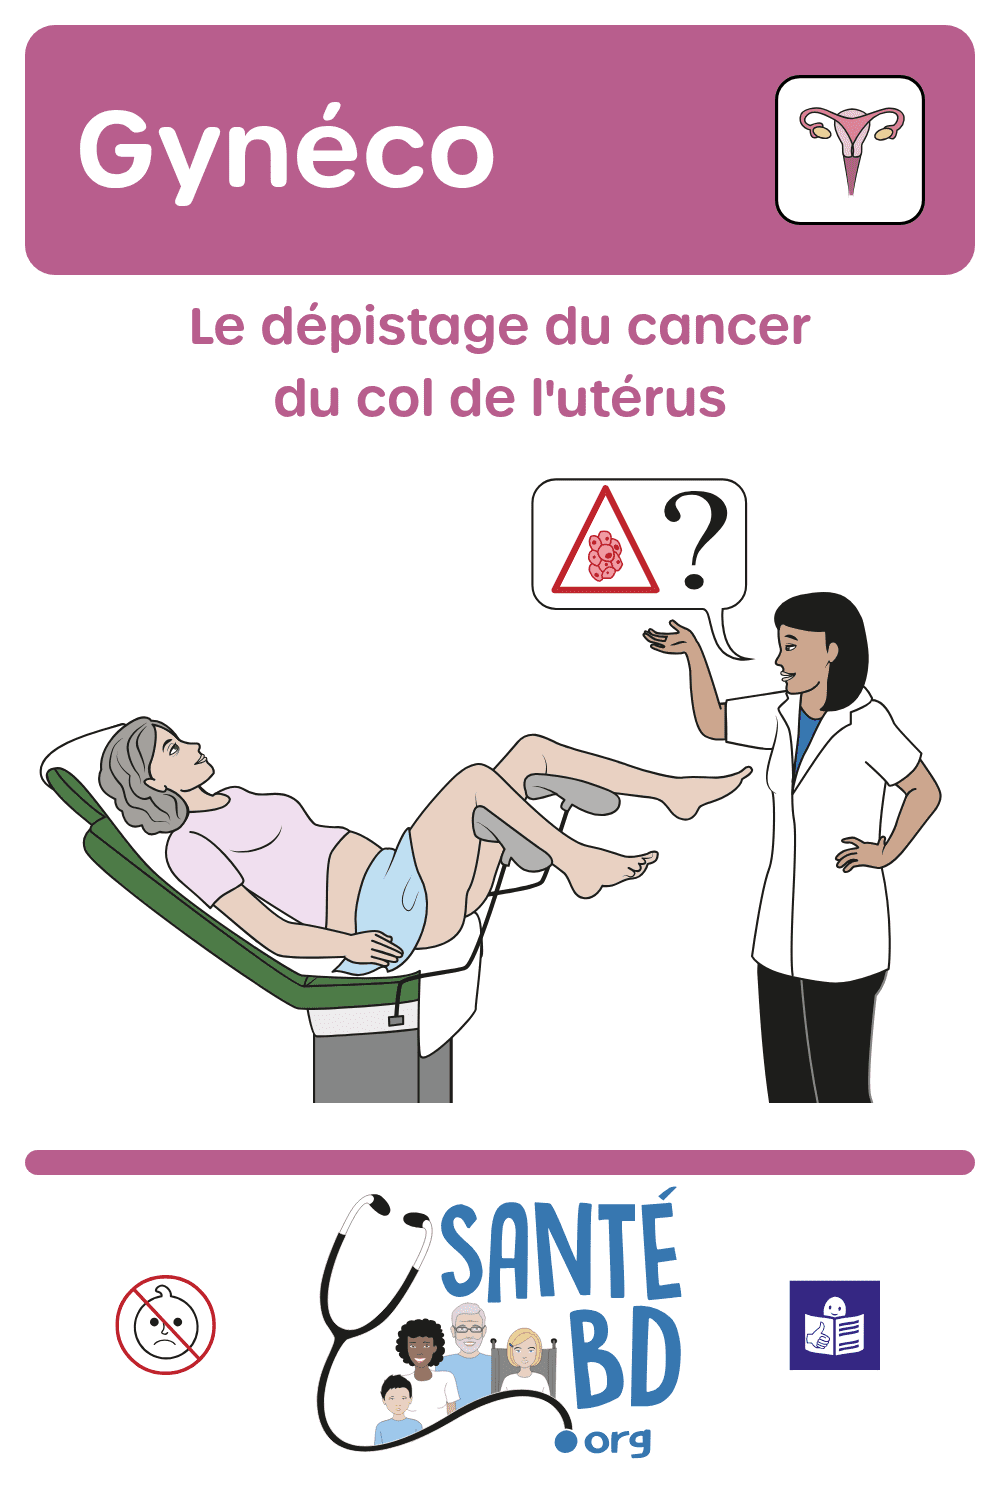 Gynéco
Le dépistage du cancer
du col de l'utérus
?
SANTÉ
BD
.org